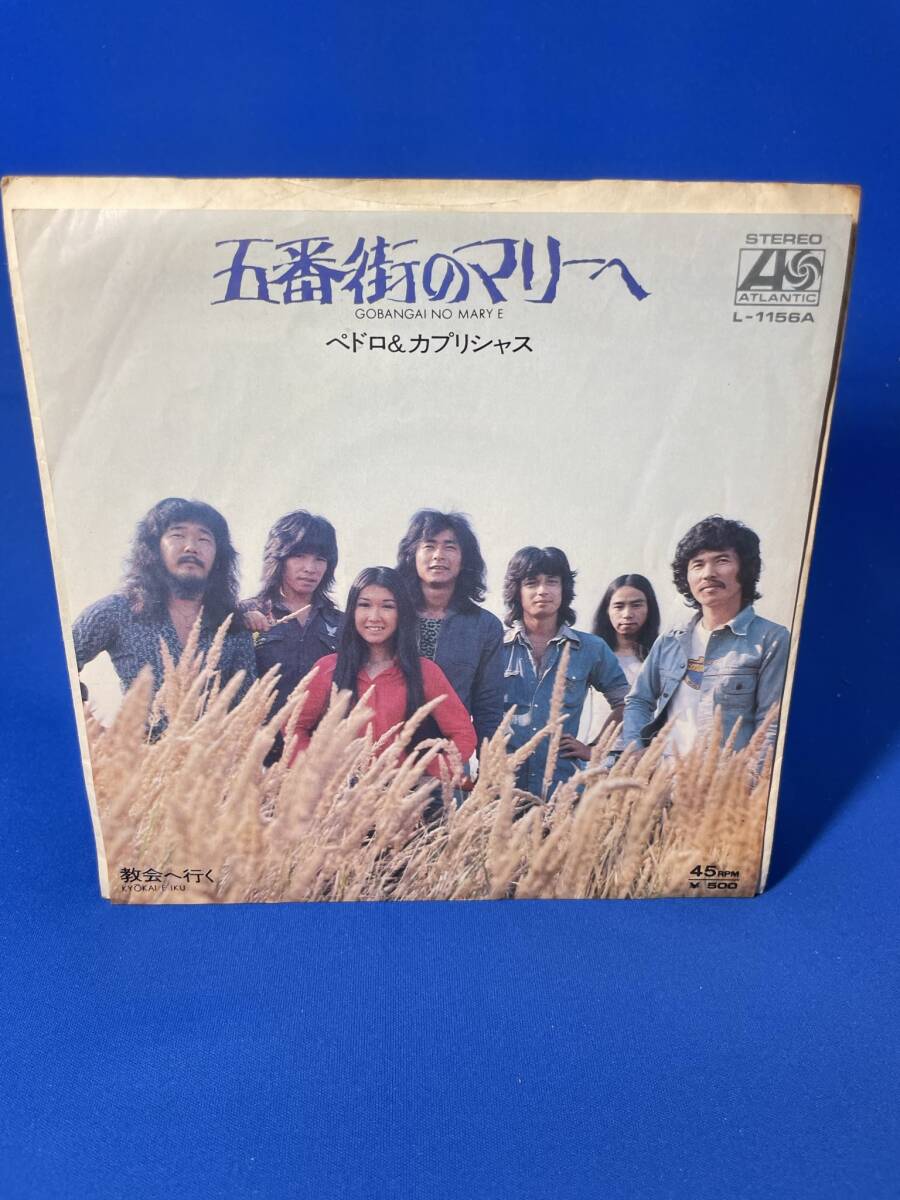 五番街のマリーへ
GOBANGAI NO MARY E
ペドロ&カプリシャス
STEREO
ATLANTIC
L-1156A
教会へ行く
KYOKAI E IKU
45RPM
¥500